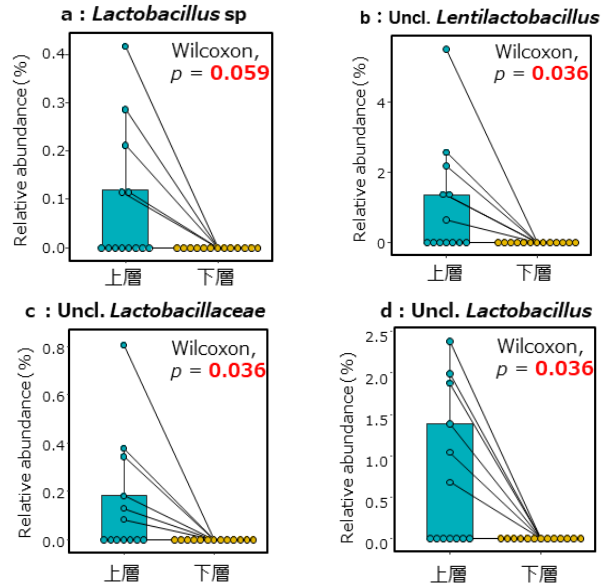 a : Lactobacillus sp
Relative abundance (%)
0.4
0.3
0.2
0.1
0.0
Wilcoxon,
p = 0.059
上層
下層
b : Uncl. Lentilactobacillus
Relative abundance (%)
4
2
0
Wilcoxon,
p = 0.036
上層
下層
c : Uncl. Lactobacillaceae
Relative abundance (%)
0.8
0.6
0.4
0.2
0.0
Wilcoxon,
p = 0.036
上層
下層
d : Uncl. Lactobacillus
Relative abundance (%)
2.5
2.0
1.5
1.0
0.5
0.0
Wilcoxon,
p = 0.036
上層
下層